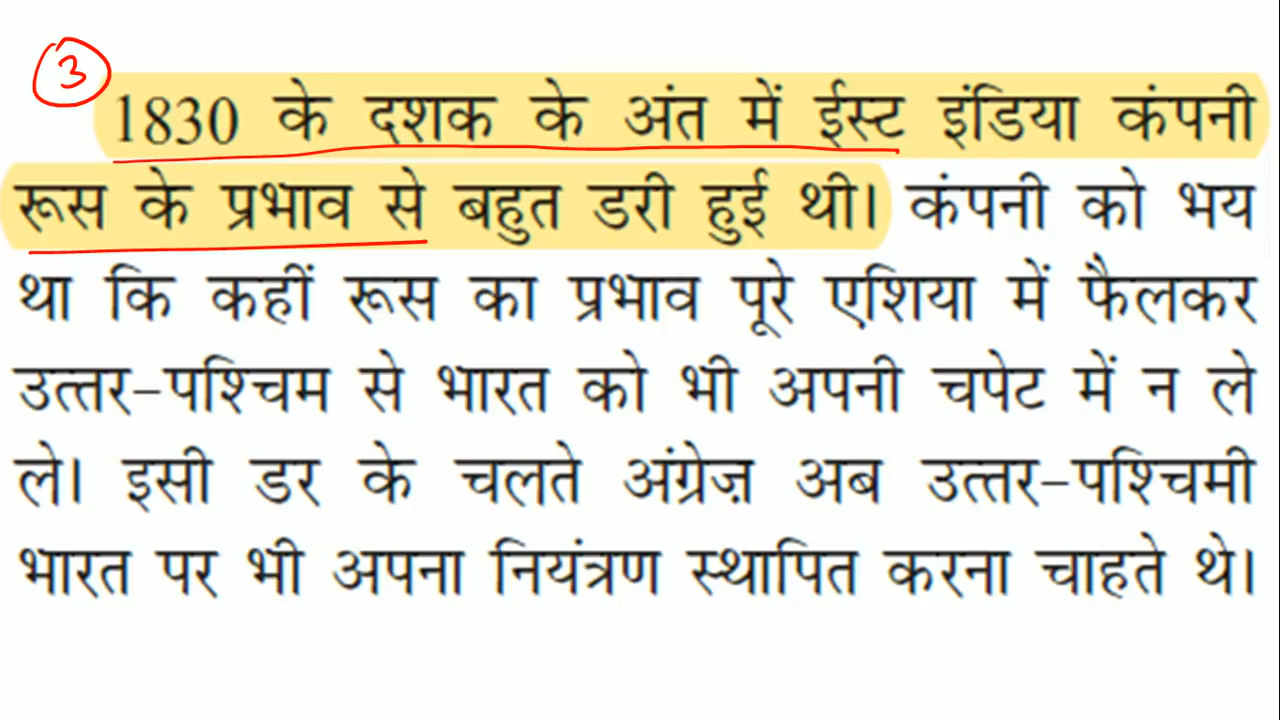 3
1830 के दशक के अंत में ईस्ट इंडिया कंपनी
रूस के प्रभाव से बहुत डरी हुई थी। कंपनी को भय
था कि कहीं रूस का प्रभाव पूरे एशिया में फैलकर
उत्तर-पश्चिम से भारत को भी अपनी चपेट में न ले
ले। इसी डर के चलते अंग्रेज़ अब उत्तर-पश्चिमी
भारत पर भी अपना नियंत्रण स्थापित करना चाहते थे।